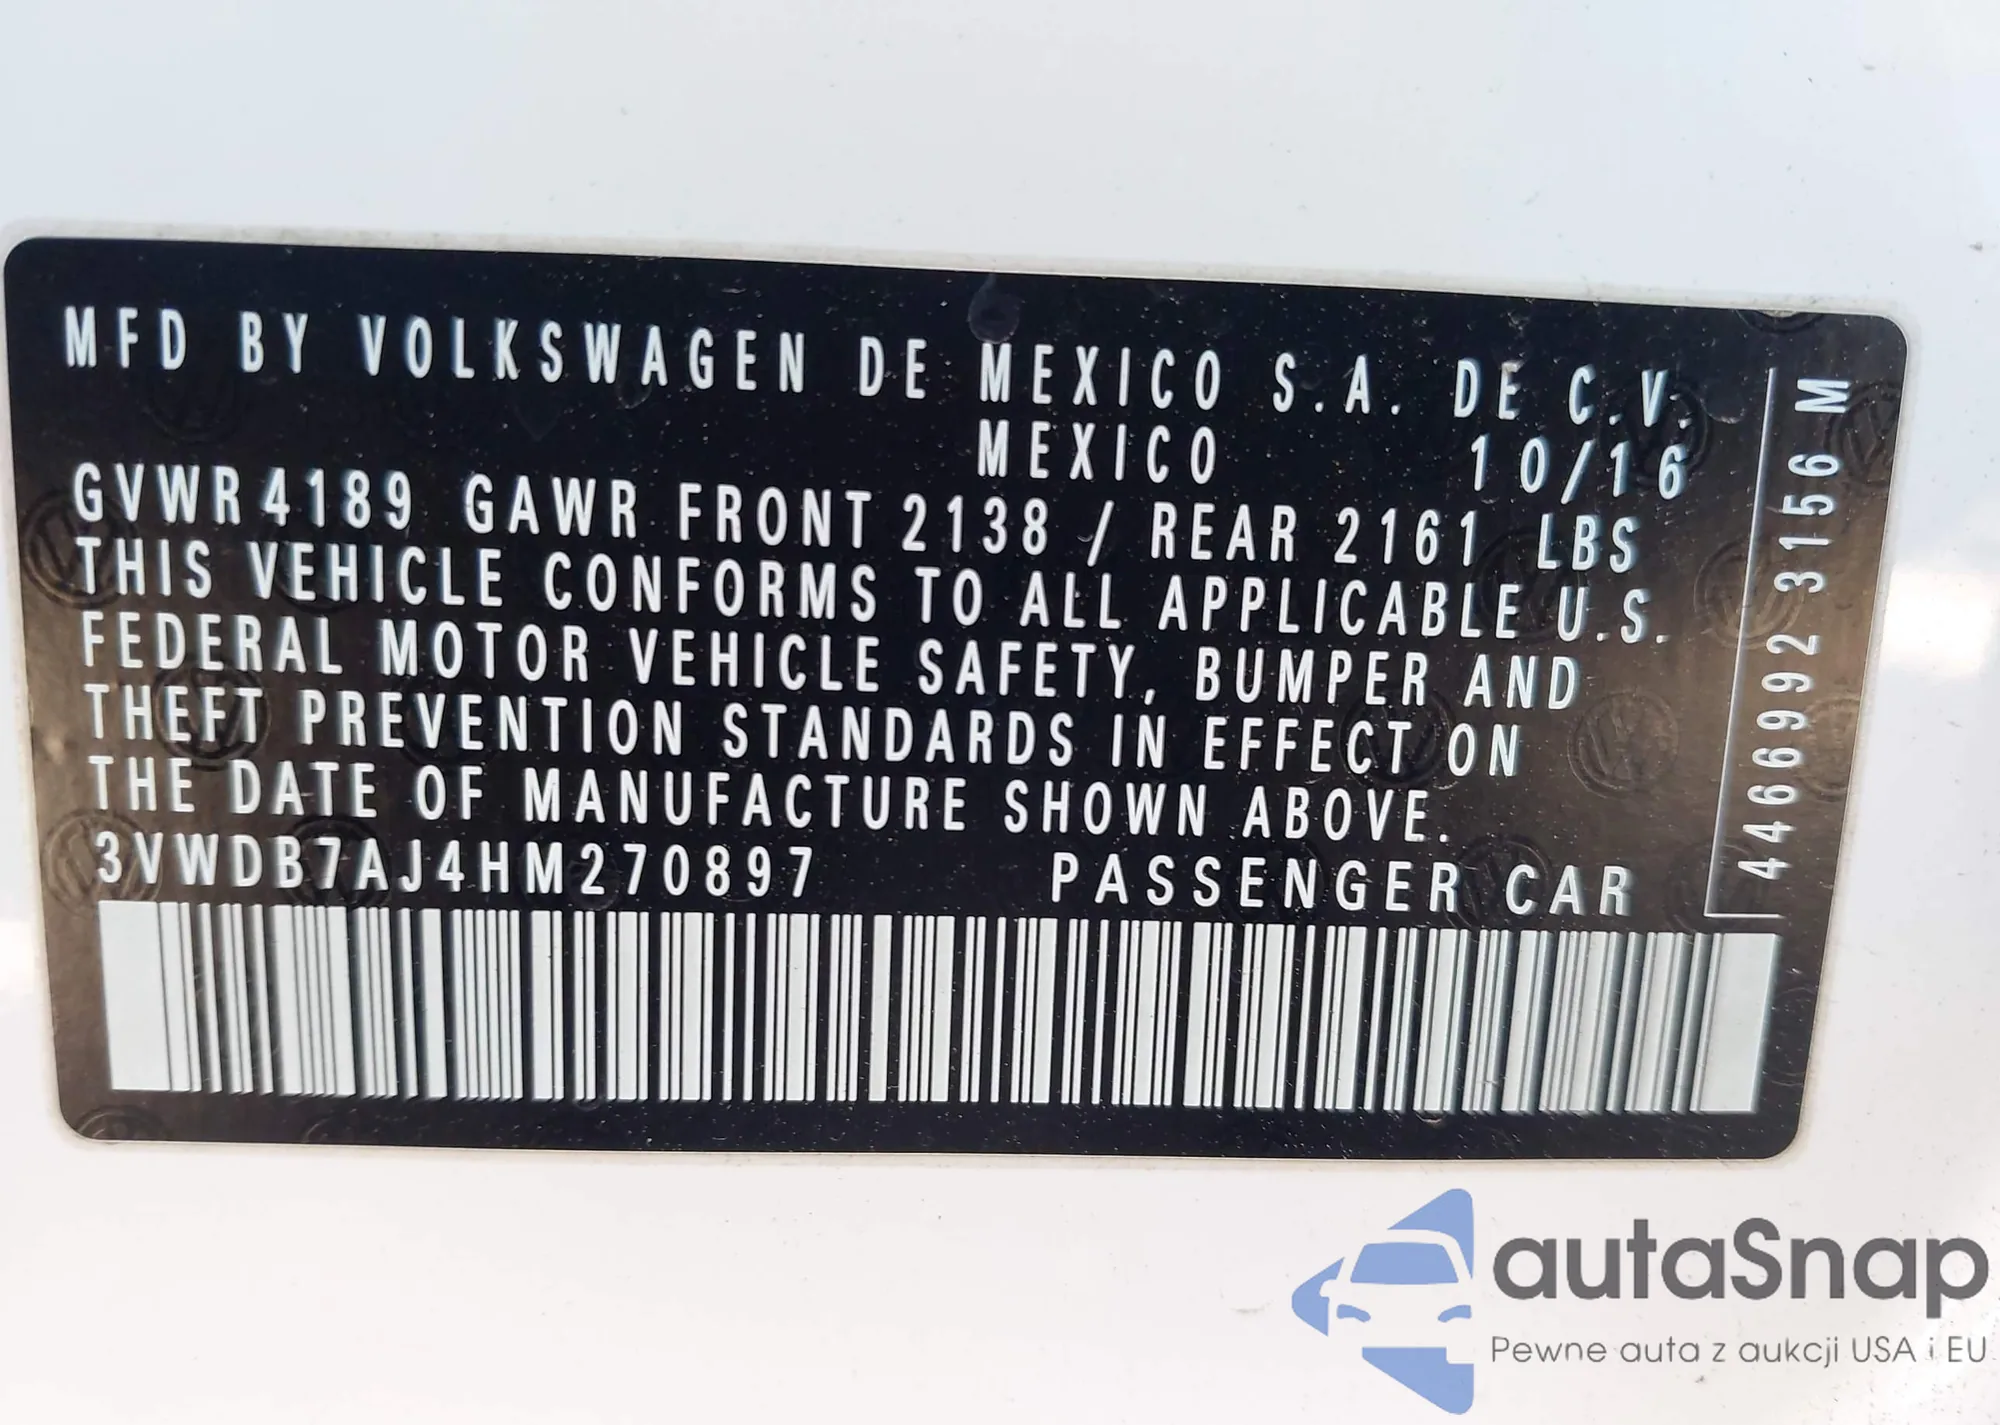 MFD BY VOLKSWAGEN DE MEXICO S.A. DE C.V.
MEXICO 10/16
GVWR 4189 GAWR FRONT 2138 / REAR 2161 LBS
THIS VEHICLE CONFORMS TO ALL APPLICABLE U.S.
FEDERAL MOTOR VEHICLE SAFETY, BUMPER AND
THEFT PREVENTION STANDARDS IN EFFECT ON
THE DATE OF MANUFACTURE SHOWN ABOVE.
3VWDB7AJ4HM270897 PASSENGER CAR
4466992 3156 M
autaSnap
Pewne auta z aukcji USA i EU